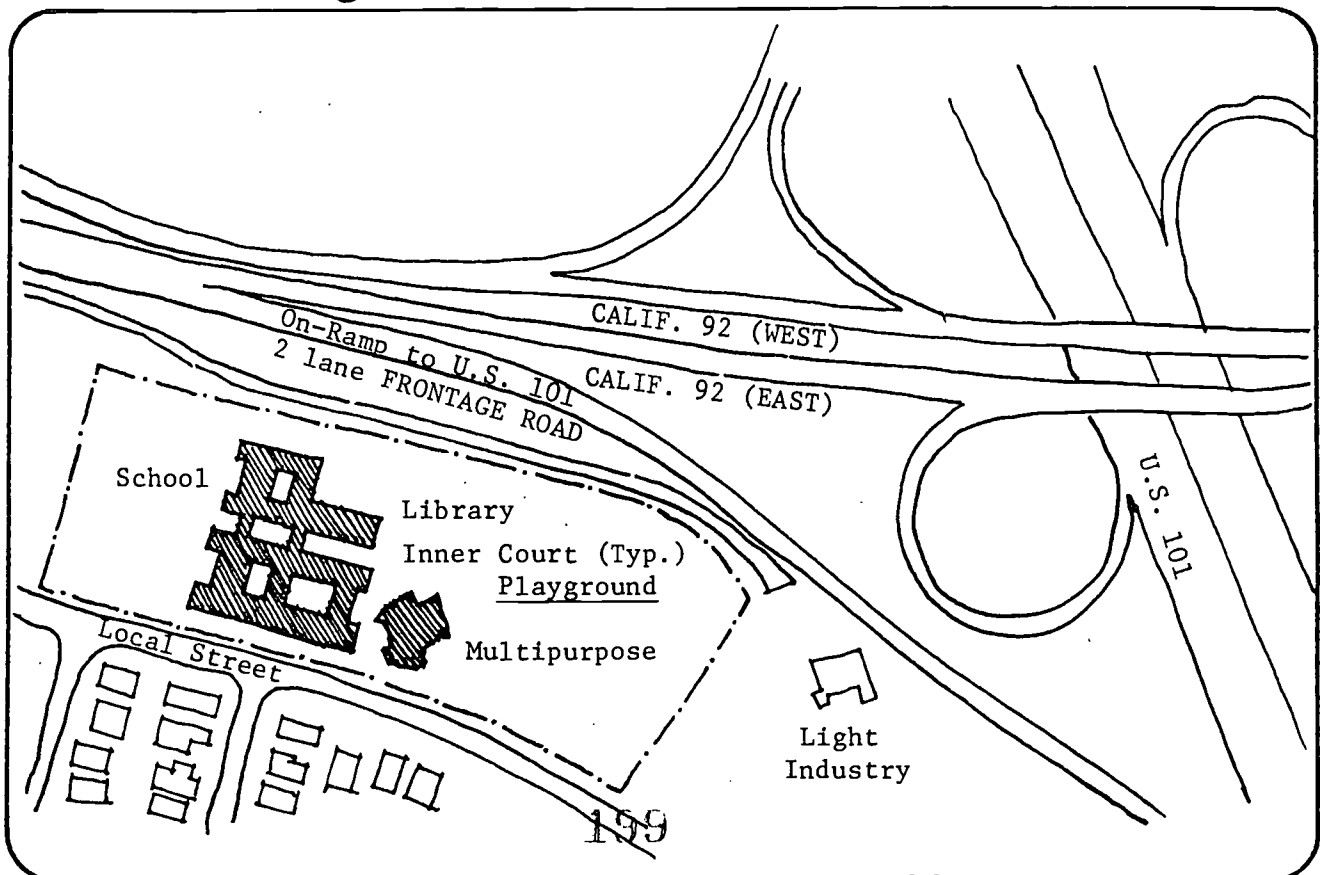 CALIF. 92 (WEST)
On-Ramp to U.S. 101
CALIF. 92 (EAST)
2 lane FRONTAGE ROAD
U.S. 101
School
Library
Inner Court (Typ.)
Playground
Multipurpose
Local Street
Light
Industry
199